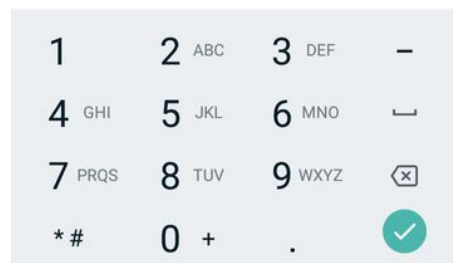 1 2 ABC 3 DEF –
4 GHI 5 JKL 6 MNO
7 PRQS 8 TUV 9 WXYZ
*# 0 + .